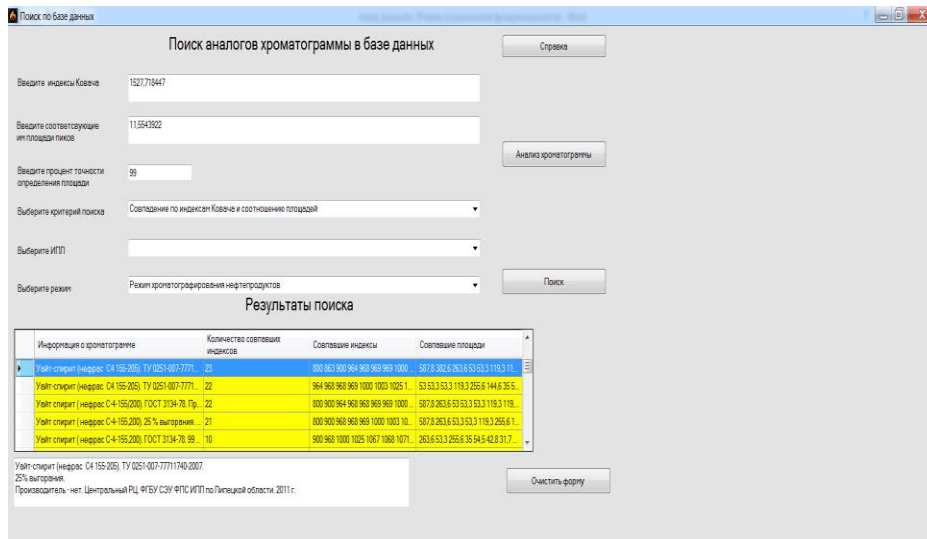 Поиск по базе данных
Поиск аналогов хроматограммы в базе данных
Справка
Введите индексы Ковача
1527,718447
Введите соответсвующие
им площади пиков
11,5543922
Анализ хроматограммы
Введите процент точности
определения площади
99
Выберите критерий поиска
Совпадение по индексам Ковача и соотношению площадей
Выберите ИПЛ
Выберите режим
Режим хроматографирования нефтепродуктов
Поиск
Результаты поиска
Информация о хроматограмме
Количество совпавших
индексов
Совпавшие индексы
Совпавшие площади
Уайт-спирит (нефрас С4 155-205). ТУ 0251-007-7771... 23 800 863 900 964 968 969 969 1000 ... 587,8 382,6 263,6 53 53,3 119,3 11...
Уайт-спирит (нефрас С4 155-205). ТУ 0251-007-7771... 22 964 968 968 969 1000 1003 1025 1... 53 53,3 53,3 119,3 255,6 144,6 35 5...
Уайт спирит (нефрас С-4-155/200). ГОСТ 3134-78. Пр... 22 800 900 964 968 968 969 969 1000 ... 587,8 263,6 53 53,3 53,3 119,3 119,...
Уайт спирит (нефрас С-4-155,200). 25 % выгорания. ... 21 800 900 968 968 969 1000 1003 10... 587,8 263,6 53,3 53,3 119,3 255,6 1...
Уайт спирит (нефрас С-4-155,200). ГОСТ 3134-78. 99 ... 10 900 968 1000 1025 1067 1068 1071... 263,6 53,3 255,6 35 54,5 42,8 31,7 ...
Уайт-спирит (нефрас С4 155-205). ТУ 0251-007-77711740-2007.
25% выгорания.
Производитель - нет. Центральный РЦ, ФГБУ СЭУ ФПС ИПЛ по Липецкой области. 2011 г.
Очистить форму